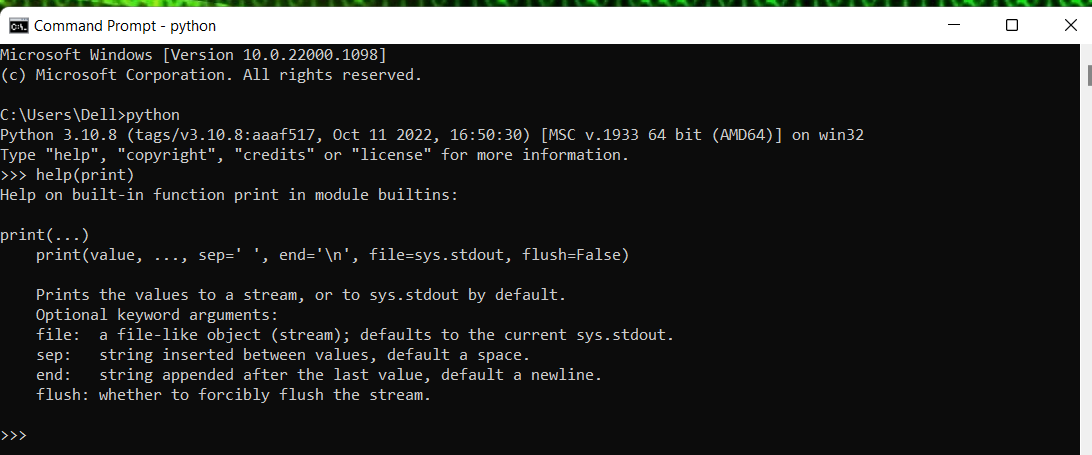 Command Prompt - python
Microsoft Windows [Version 10.0.22000.1098]
(c) Microsoft Corporation. All rights reserved.
C:\Users\Dell>python
Python 3.10.8 (tags/v3.10.8:aaaf517, Oct 11 2022, 16:50:30) [MSC v.1933 64 bit (AMD64)] on win32
Type "help", "copyright", "credits" or "license" for more information.
>>> help(print)
Help on built-in function print in module builtins:
print(...)
    print(value, ..., sep=' ', end='\n', file=sys.stdout, flush=False)
    Prints the values to a stream, or to sys.stdout by default.
    Optional keyword arguments:
    file:  a file-like object (stream); defaults to the current sys.stdout.
    sep:   string inserted between values, default a space.
    end:   string appended after the last value, default a newline.
    flush: whether to forcibly flush the stream.
>>>